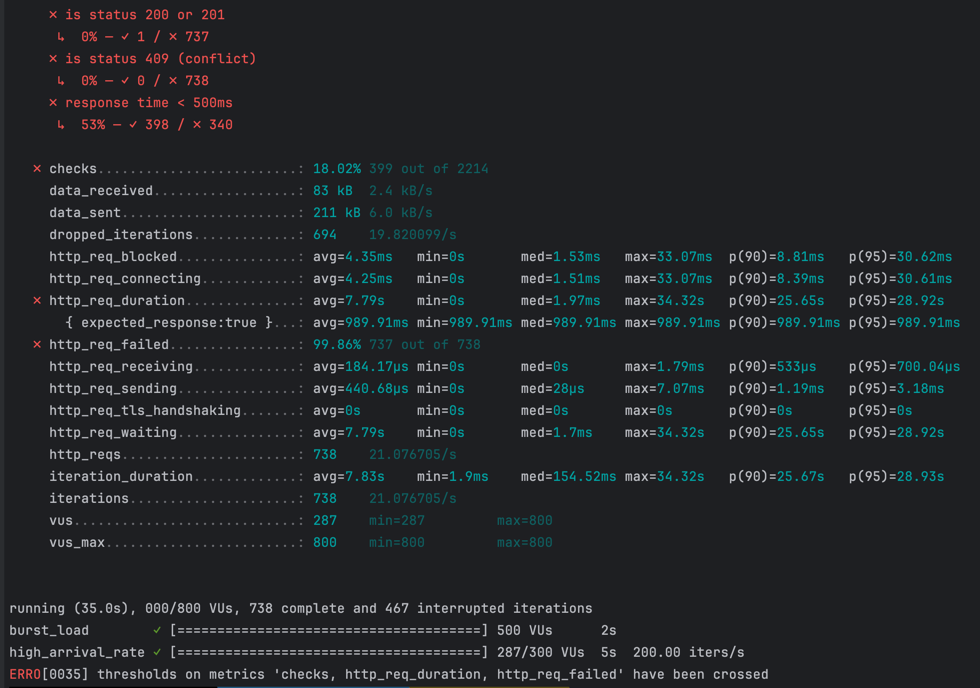 ✗ is status 200 or 201
↳  0% — ✓ 1 / ✗ 737
✗ is status 409 (conflict)
↳  0% — ✓ 0 / ✗ 738
✗ response time < 500ms
↳  53% — ✓ 398 / ✗ 340
✗ checks.........................: 18.02% 399 out of 2214
data_received..................: 83 kB  2.4 kB/s
data_sent......................: 211 kB 6.0 kB/s
dropped_iterations.............: 694    19.820099/s
http_req_blocked...............: avg=4.35ms   min=0s       med=1.53ms   max=33.07ms  p(90)=8.81ms   p(95)=30.62ms
http_req_connecting............: avg=4.25ms   min=0s       med=1.51ms   max=33.07ms  p(90)=8.39ms   p(95)=30.61ms
✗ http_req_duration..............: avg=7.79s    min=0s       med=1.97ms   max=34.32s   p(90)=25.65s   p(95)=28.92s
{ expected_response:true }...: avg=989.91ms min=989.91ms med=989.91ms max=989.91ms p(90)=989.91ms p(95)=989.91ms
✗ http_req_failed................: 99.86% 737 out of 738
http_req_receiving.............: avg=184.17µs min=0s       med=0s       max=1.79ms   p(90)=533µs    p(95)=700.04µs
http_req_sending...............: avg=440.68µs min=0s       med=28µs     max=7.07ms   p(90)=1.19ms   p(95)=3.18ms
http_req_tls_handshaking.......: avg=0s       min=0s       med=0s       max=0s       p(90)=0s       p(95)=0s
http_req_waiting...............: avg=7.79s    min=0s       med=1.7ms    max=34.32s   p(90)=25.65s   p(95)=28.92s
http_reqs......................: 738    21.076705/s
iteration_duration.............: avg=7.83s    min=1.9ms    med=154.52ms max=34.32s   p(90)=25.67s   p(95)=28.93s
iterations.....................: 738    21.076705/s
vus............................: 287    min=287         max=800
vus_max........................: 800    min=800         max=800
running (35.0s), 000/800 VUs, 738 complete and 467 interrupted iterations
burst_load        ✓ [======================================] 500 VUs      2s
high_arrival_rate ✓ [======================================] 287/300 VUs  5s  200.00 iters/s
ERRO[0035] thresholds on metrics 'checks, http_req_duration, http_req_failed' have been crossed